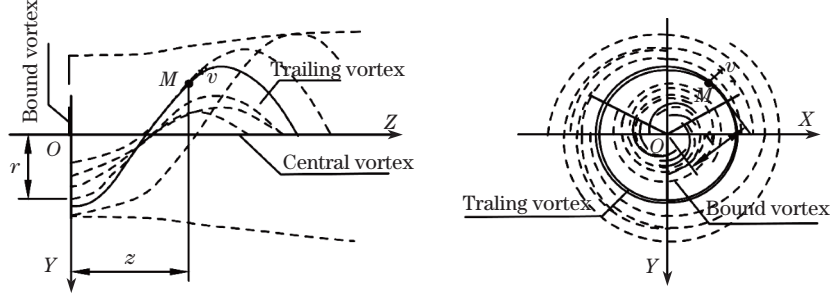 Bound vortex
M
v
Trailing vortex
Z
O
r
Central vortex
Y
z
v
M
X
O
r
Traling vortex
Bound vortex
Y